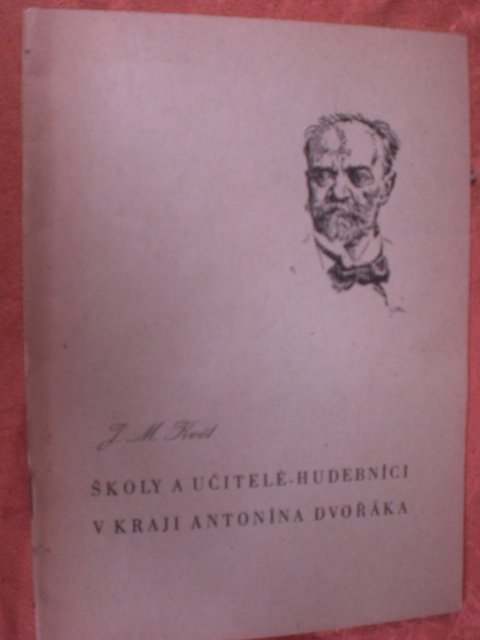 J. M. Květ
ŠKOLY A UČITELÉ-HUDEBNÍCI
V KRAJI ANTONÍNA DVOŘÁKA